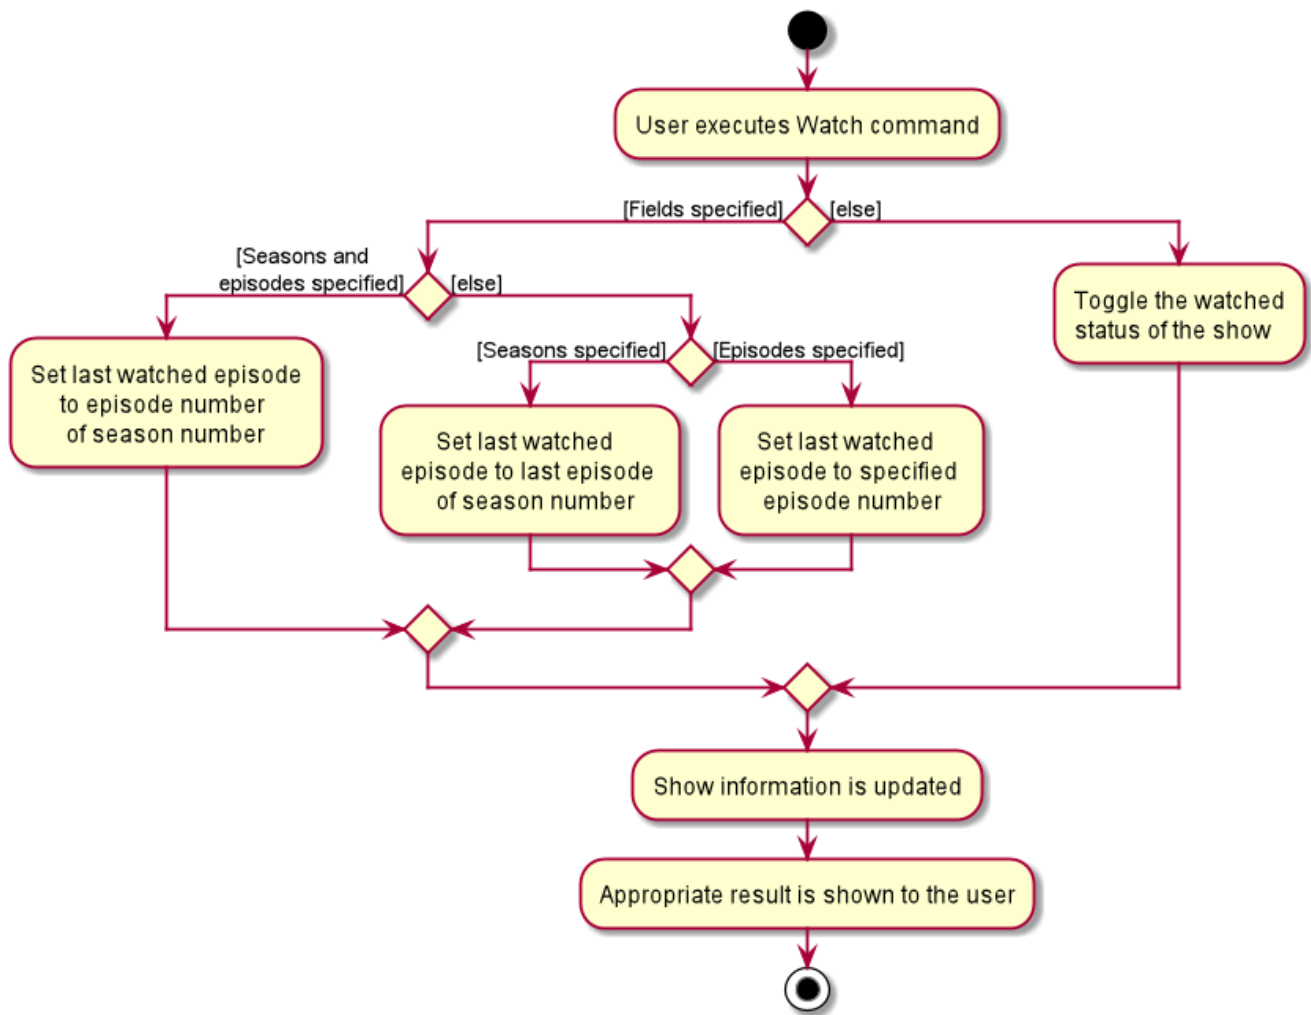 User executes Watch command
[Fields specified]
[else]
[Seasons and
episodes specified]
[else]
Toggle the watched
status of the show
[Seasons specified]
[Episodes specified]
Set last watched episode
to episode number
of season number
Set last watched
episode to last episode
of season number
Set last watched
episode to specified
episode number
Show information is updated
Appropriate result is shown to the user